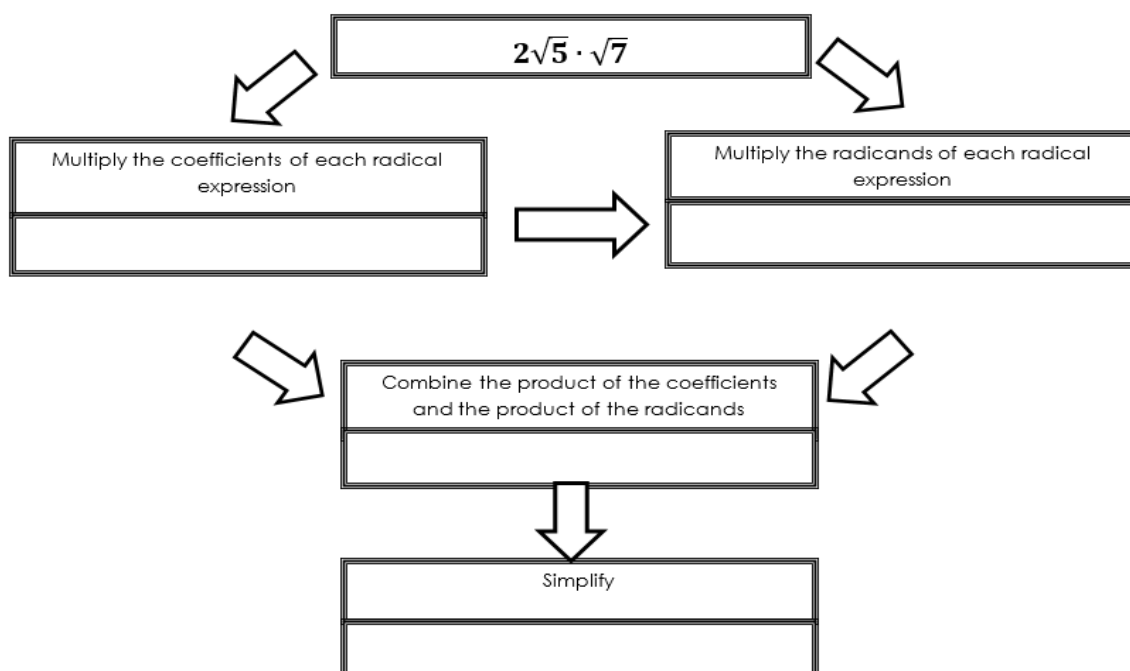 2√5 · √7
Multiply the coefficients of each radical
expression
Multiply the radicands of each radical
expression
Combine the product of the coefficients
and the product of the radicands
Simplify